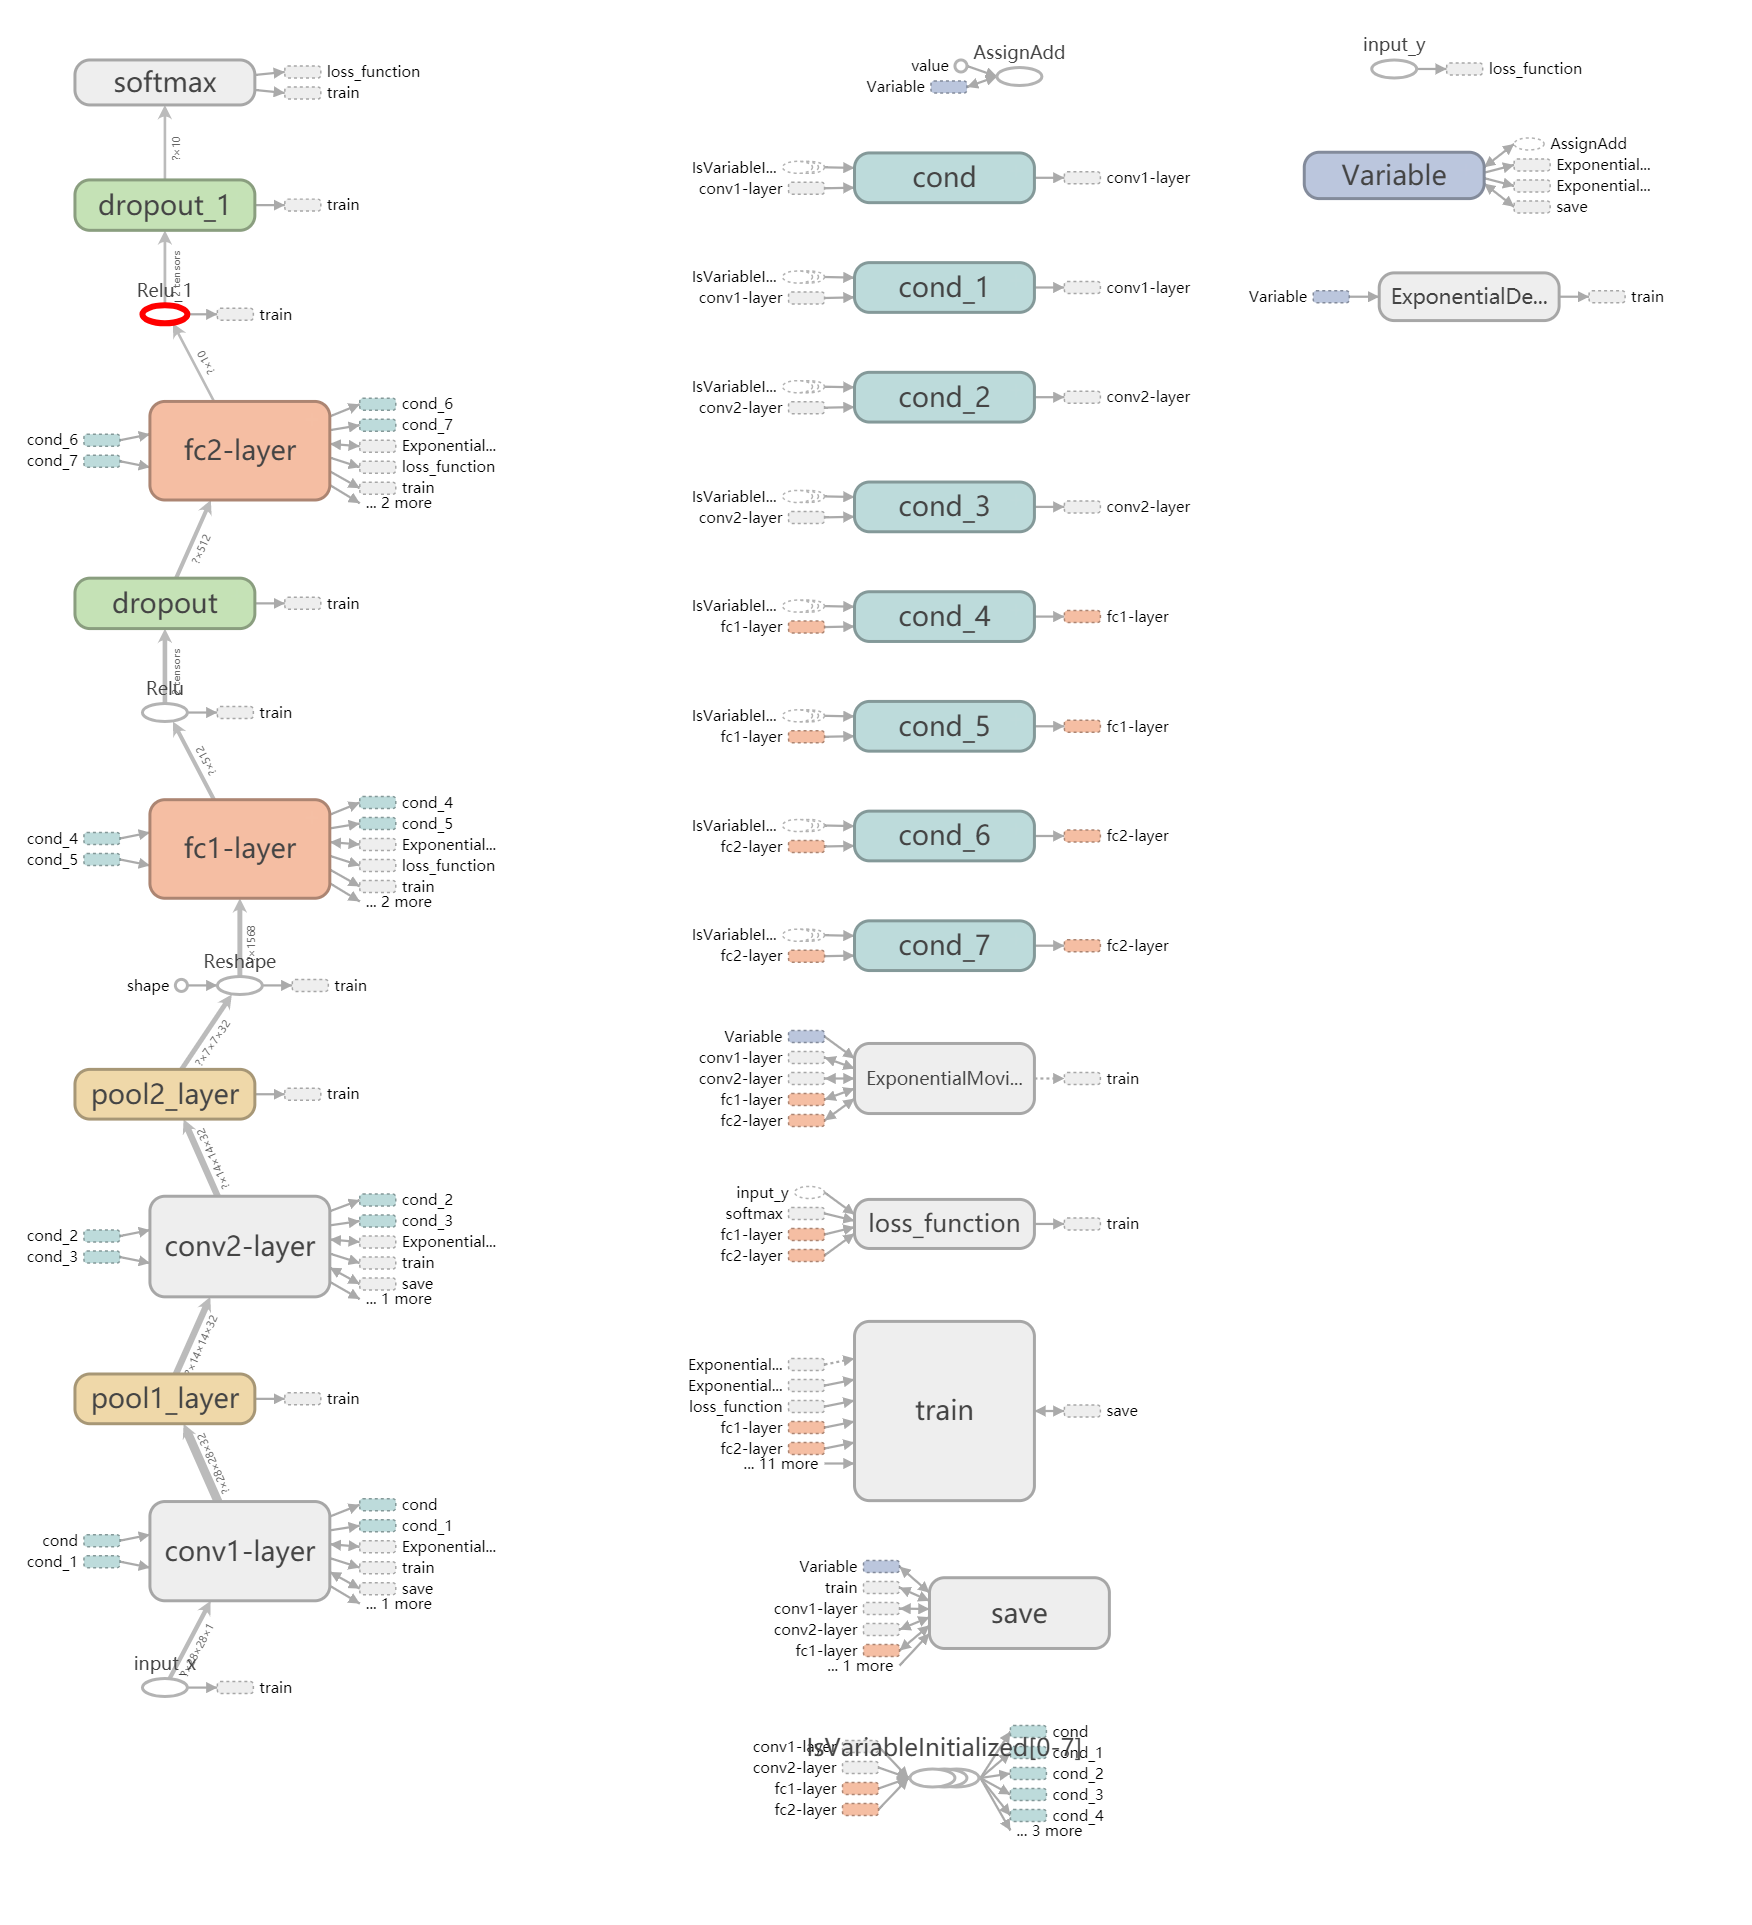 softmax
loss_function
train
?×10
dropout_1
train
2 tensors
Relu_1
train
?×10
cond_6
cond_7
fc2-layer
cond_6
cond_7
Exponential...
loss_function
train
... 2 more
?×512
dropout
train
tensors
Relu
train
?×512
cond_4
cond_5
fc1-layer
cond_4
cond_5
Exponential...
loss_function
train
... 2 more
×1568
Reshape
shape
train
?×7×7×32
pool2_layer
train
?×14×14×32
cond_2
cond_3
conv2-layer
cond_2
cond_3
Exponential...
train
save
... 1 more
?×14×14×32
pool1_layer
train
?×28×28×32
cond
cond_1
conv1-layer
cond
cond_1
Exponential...
train
save
... 1 more
?×28×28×1
input_x
train
AssignAdd
value
Variable
IsVariableI...
conv1-layer
cond
conv1-layer
IsVariableI...
conv1-layer
cond_1
conv1-layer
IsVariableI...
conv2-layer
cond_2
conv2-layer
IsVariableI...
conv2-layer
cond_3
conv2-layer
IsVariableI...
fc1-layer
cond_4
fc1-layer
IsVariableI...
fc1-layer
cond_5
fc1-layer
IsVariableI...
fc2-layer
cond_6
fc2-layer
IsVariableI...
fc2-layer
cond_7
fc2-layer
Variable
conv1-layer
conv2-layer
fc1-layer
fc2-layer
ExponentialMovi...
train
input_y
softmax
fc1-layer
fc2-layer
loss_function
train
Exponential...
Exponential...
loss_function
fc1-layer
fc2-layer
... 11 more
train
save
Variable
train
conv1-layer
conv2-layer
fc1-layer
... 1 more
save
IsVariableInitialized[0-7]
conv1-layer
conv2-layer
fc1-layer
fc2-layer
cond
cond_1
cond_2
cond_3
cond_4
... 3 more
input_y
loss_function
Variable
AssignAdd
Exponential...
Exponential...
save
Variable
ExponentialDe...
train